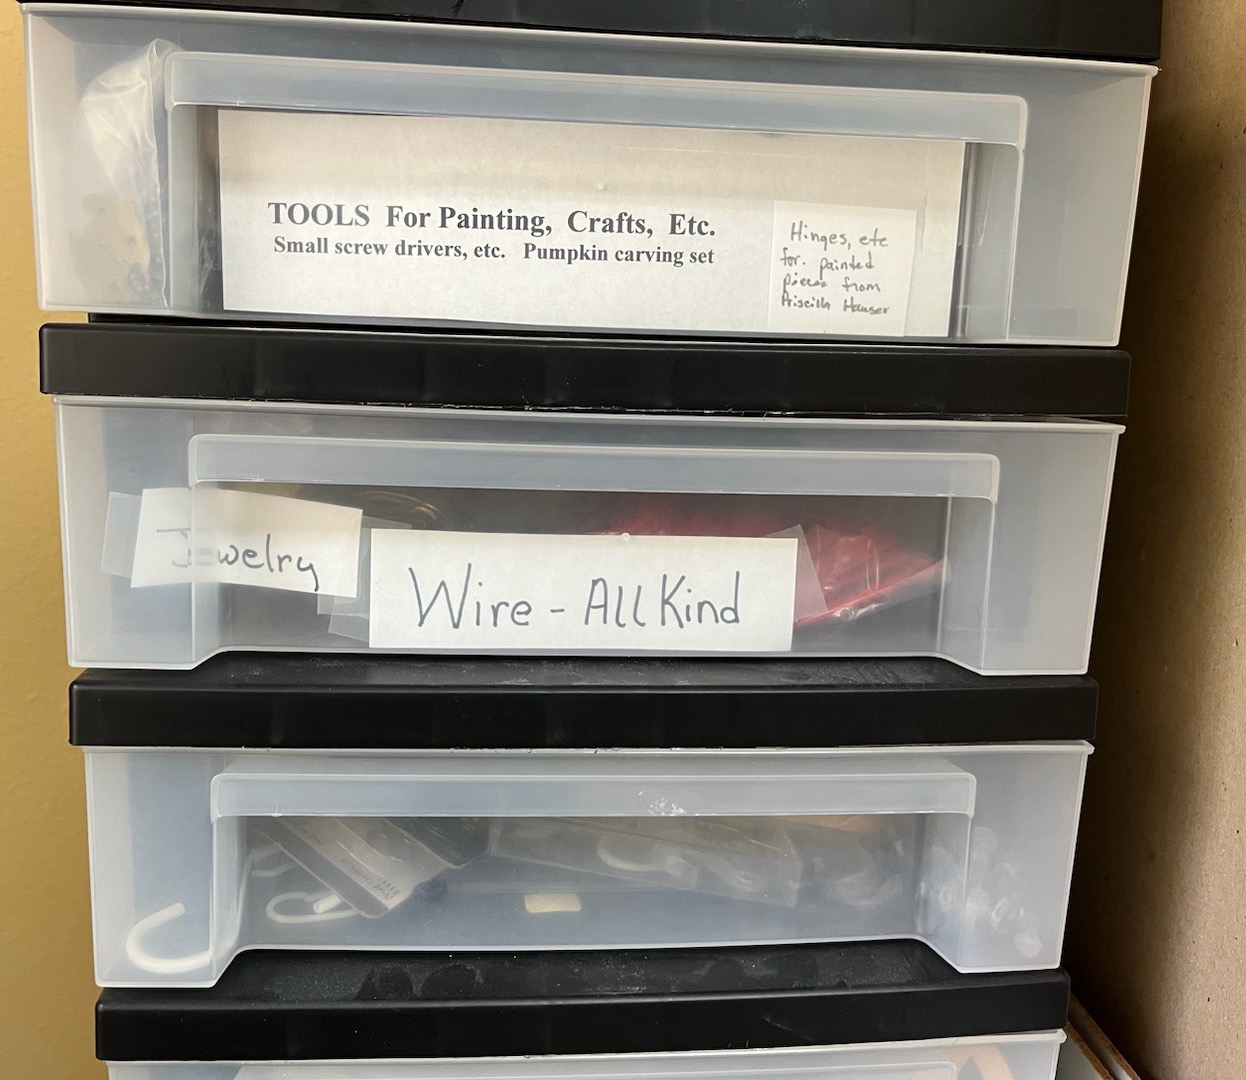 TOOLS For Painting, Crafts, Etc.
Small screw drivers, etc. Pumpkin carving set
Hinges, etc
for. painted
pieces from
Priscilla Hauser
Jewelry
Wire - All Kind